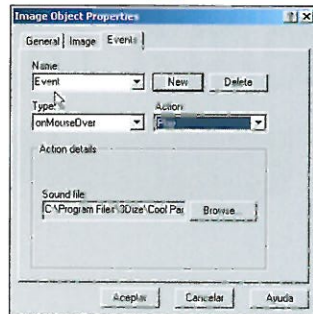 Image Object Properties
General Image Events
Name:
Event New Delete
Type: Action:
onMouseOver Play
Action details
Sound file:
C:\Program Files\3Dize\Cool Pa Browse...
Aceptar Cancelar Ayuda